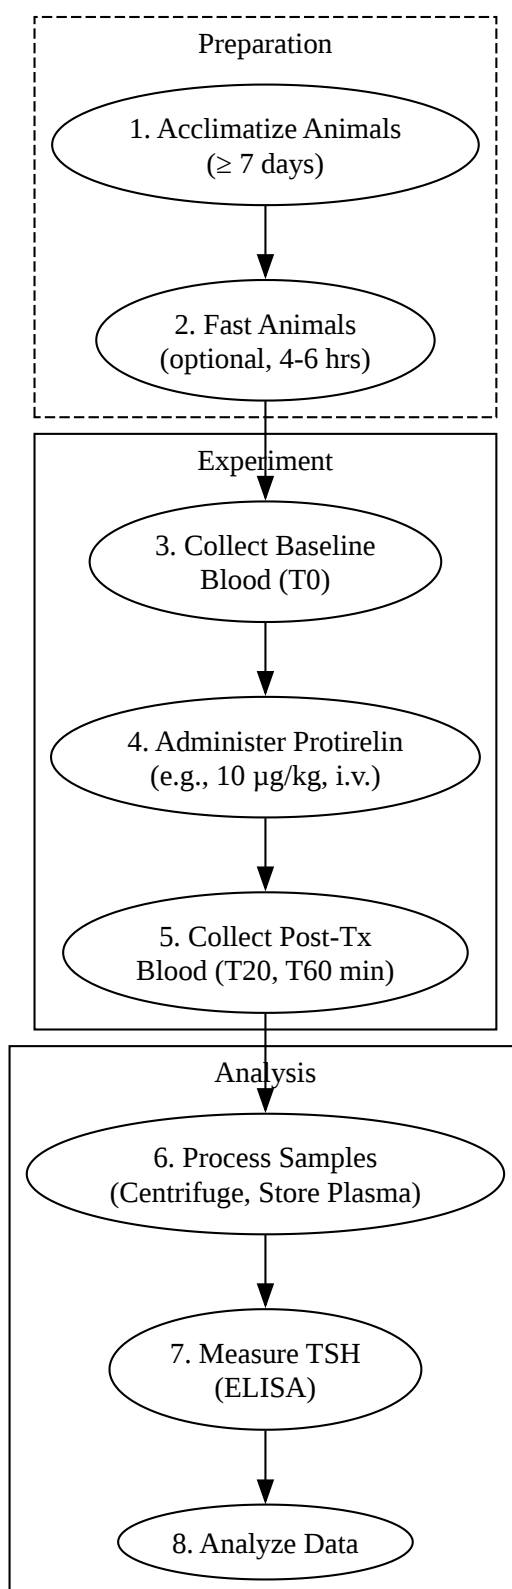 Preparation
1. Acclimatize Animals
(≥ 7 days)
2. Fast Animals
(optional, 4-6 hrs)
Experiment
3. Collect Baseline
Blood (T0)
4. Administer Protirelin
(e.g., 10 µg/kg, i.v.)
5. Collect Post-Tx
Blood (T20, T60 min)
Analysis
6. Process Samples
(Centrifuge, Store Plasma)
7. Measure TSH
(ELISA)
8. Analyze Data